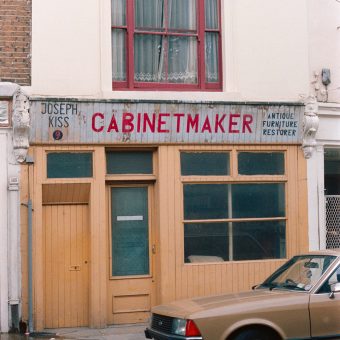 JOSEPH
KISS
CABINETMAKER
ANTIQUE
FURNITURE
RESTORER